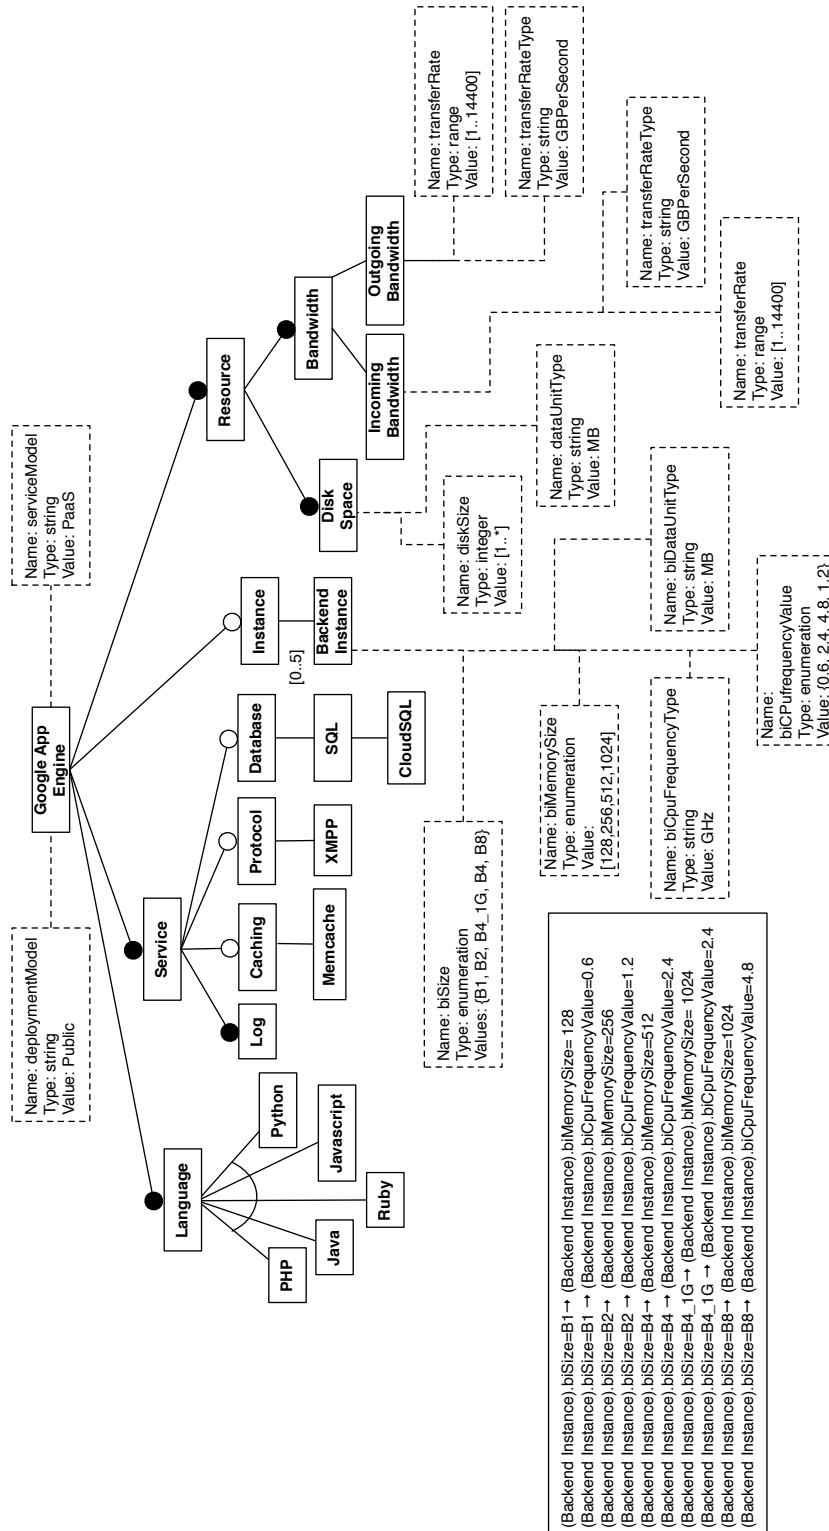 Name: deploymentModel
Type: string
Value: Public
Google App
Engine
Name: serviceModel
Type: string
Value: PaaS
Language
PHP
Java
Ruby
Javascript
Python
Service
Log
Caching
Memcache
Protocol
XMPP
Database
SQL
CloudSQL
Instance
[0..5]
Backend
Instance
Resource
Disk
Space
Bandwidth
Incoming
Bandwidth
Outgoing
Bandwidth
Name: biSize
Type: enumeration
Values: {B1, B2, B4_1G, B4, B8}
Name: biMemorySize
Type: enumeration
Value:
[128,256,512,1024]
Name: biCpuFrequencyType
Type: string
Value: GHz
Name:
biCPufrequencyValue
Type: enumeration
Value: {0.6, 2.4, 4.8, 1.2}
Name: biDataUnitType
Type: string
Value: MB
Name: diskSize
Type: integer
Value: [1..*]
Name: dataUnitType
Type: string
Value: MB
Name: transferRate
Type: range
Value: [1..14400]
Name: transferRateType
Type: string
Value: GBPerSecond
Name: transferRate
Type: range
Value: [1..14400]
Name: transferRateType
Type: string
Value: GBPerSecond
(Backend Instance).biSize=B1→ (Backend Instance).biMemorySize= 128
(Backend Instance).biSize=B1 → (Backend Instance).biCpuFrequencyValue=0.6
(Backend Instance).biSize=B2→ (Backend Instance).biMemorySize=256
(Backend Instance).biSize=B2 → (Backend Instance).biCpuFrequencyValue=1.2
(Backend Instance).biSize=B4→ (Backend Instance).biMemorySize=512
(Backend Instance).biSize=B4 → (Backend Instance).biCpuFrequencyValue=2.4
(Backend Instance).biSize=B4_1G→ (Backend Instance).biMemorySize= 1024
(Backend Instance).biSize=B4_1G → (Backend Instance).biCpuFrequencyValue=2.4
(Backend Instance).biSize=B8→ (Backend Instance).biMemorySize=1024
(Backend Instance).biSize=B8→ (Backend Instance).biCpuFrequencyValue=4.8